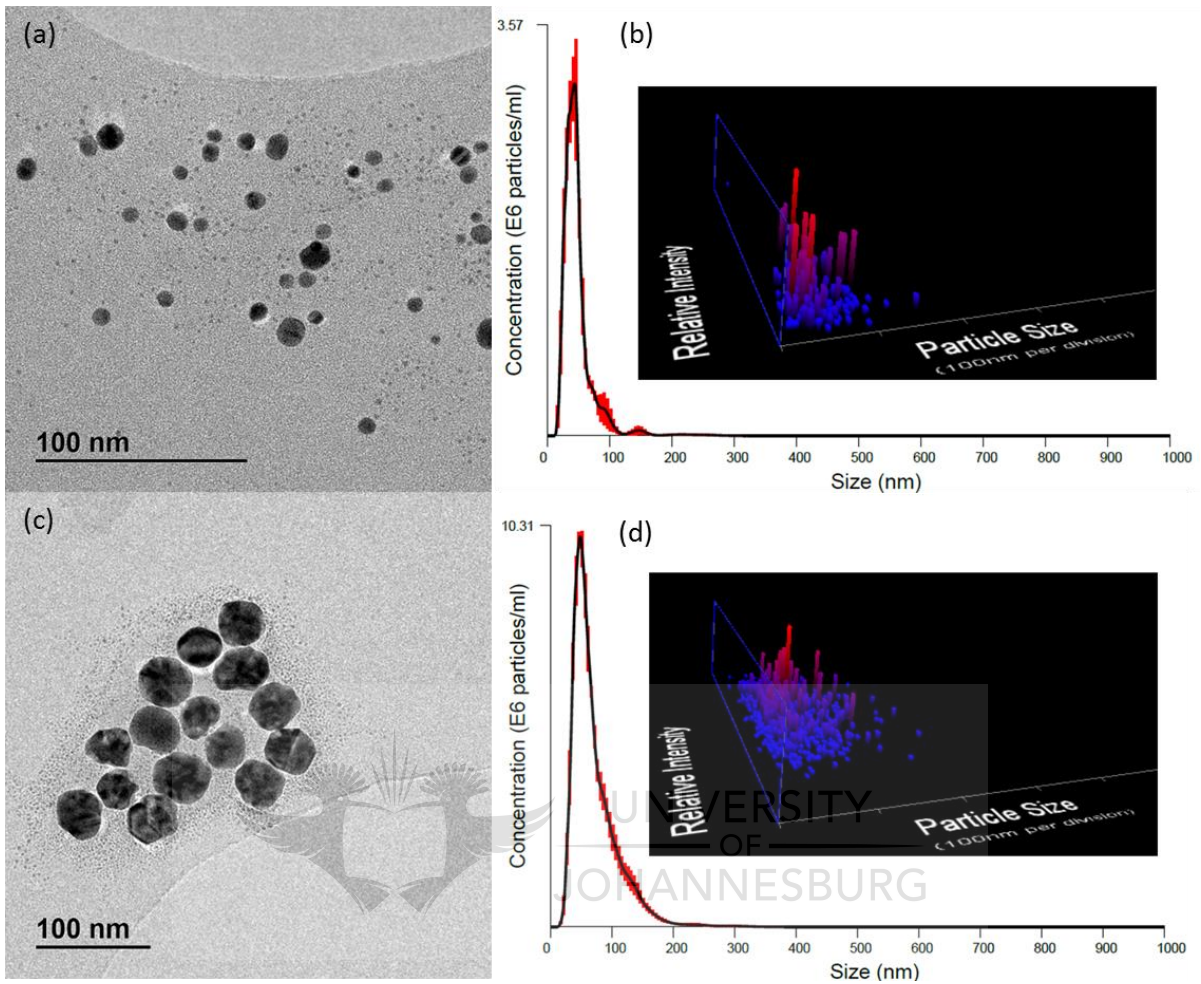 (a)
100 nm
3.57
(b)
Concentration (E6 particles/ml)
Relative Intensity
Particle Size
(100nm per division)
0 100 200 300 400 500 600 700 800 900 1000
Size (nm)
(c)
100 nm
10.31
(d)
Concentration (E6 particles/ml)
Relative Intensity
Particle Size
(100nm per division)
0 100 200 300 400 500 600 700 800 900 1000
Size (nm)
UNIVERSITY
OF
JOHANNESBURG